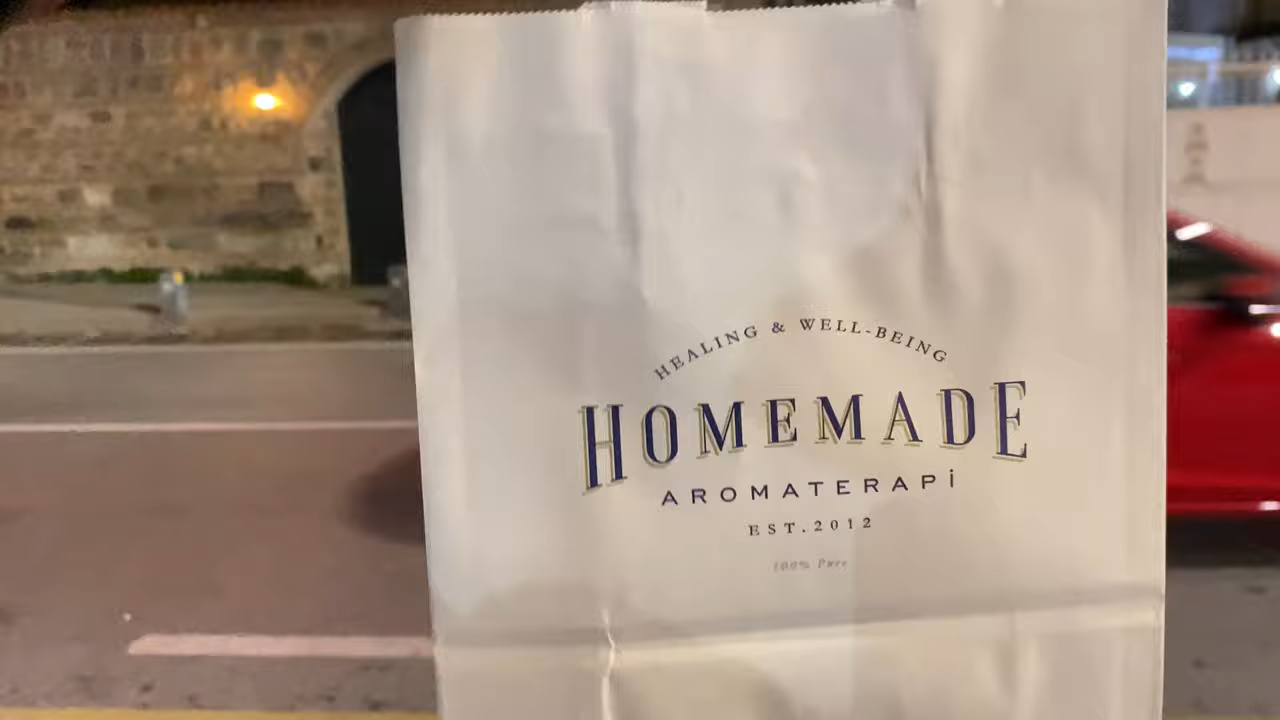 HEALING & WELL-BEING
HOMEMADE
AROMATERAPİ
EST.2012
100% Pure